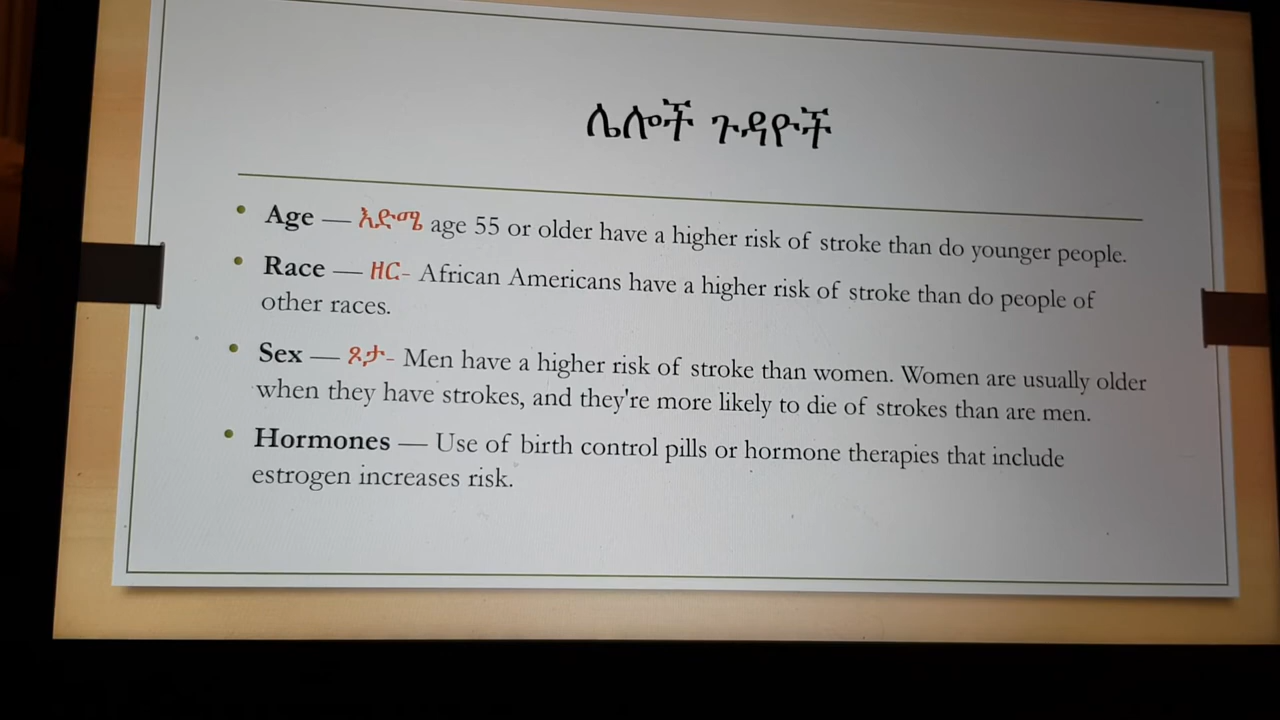 ሌሎች ጉዳዮች
• Age — እድሜ age 55 or older have a higher risk of stroke than do younger people.
• Race — ዘር- African Americans have a higher risk of stroke than do people of
other races.
• Sex — ጾታ- Men have a higher risk of stroke than women. Women are usually older
when they have strokes, and they're more likely to die of strokes than are men.
• Hormones — Use of birth control pills or hormone therapies that include
estrogen increases risk.